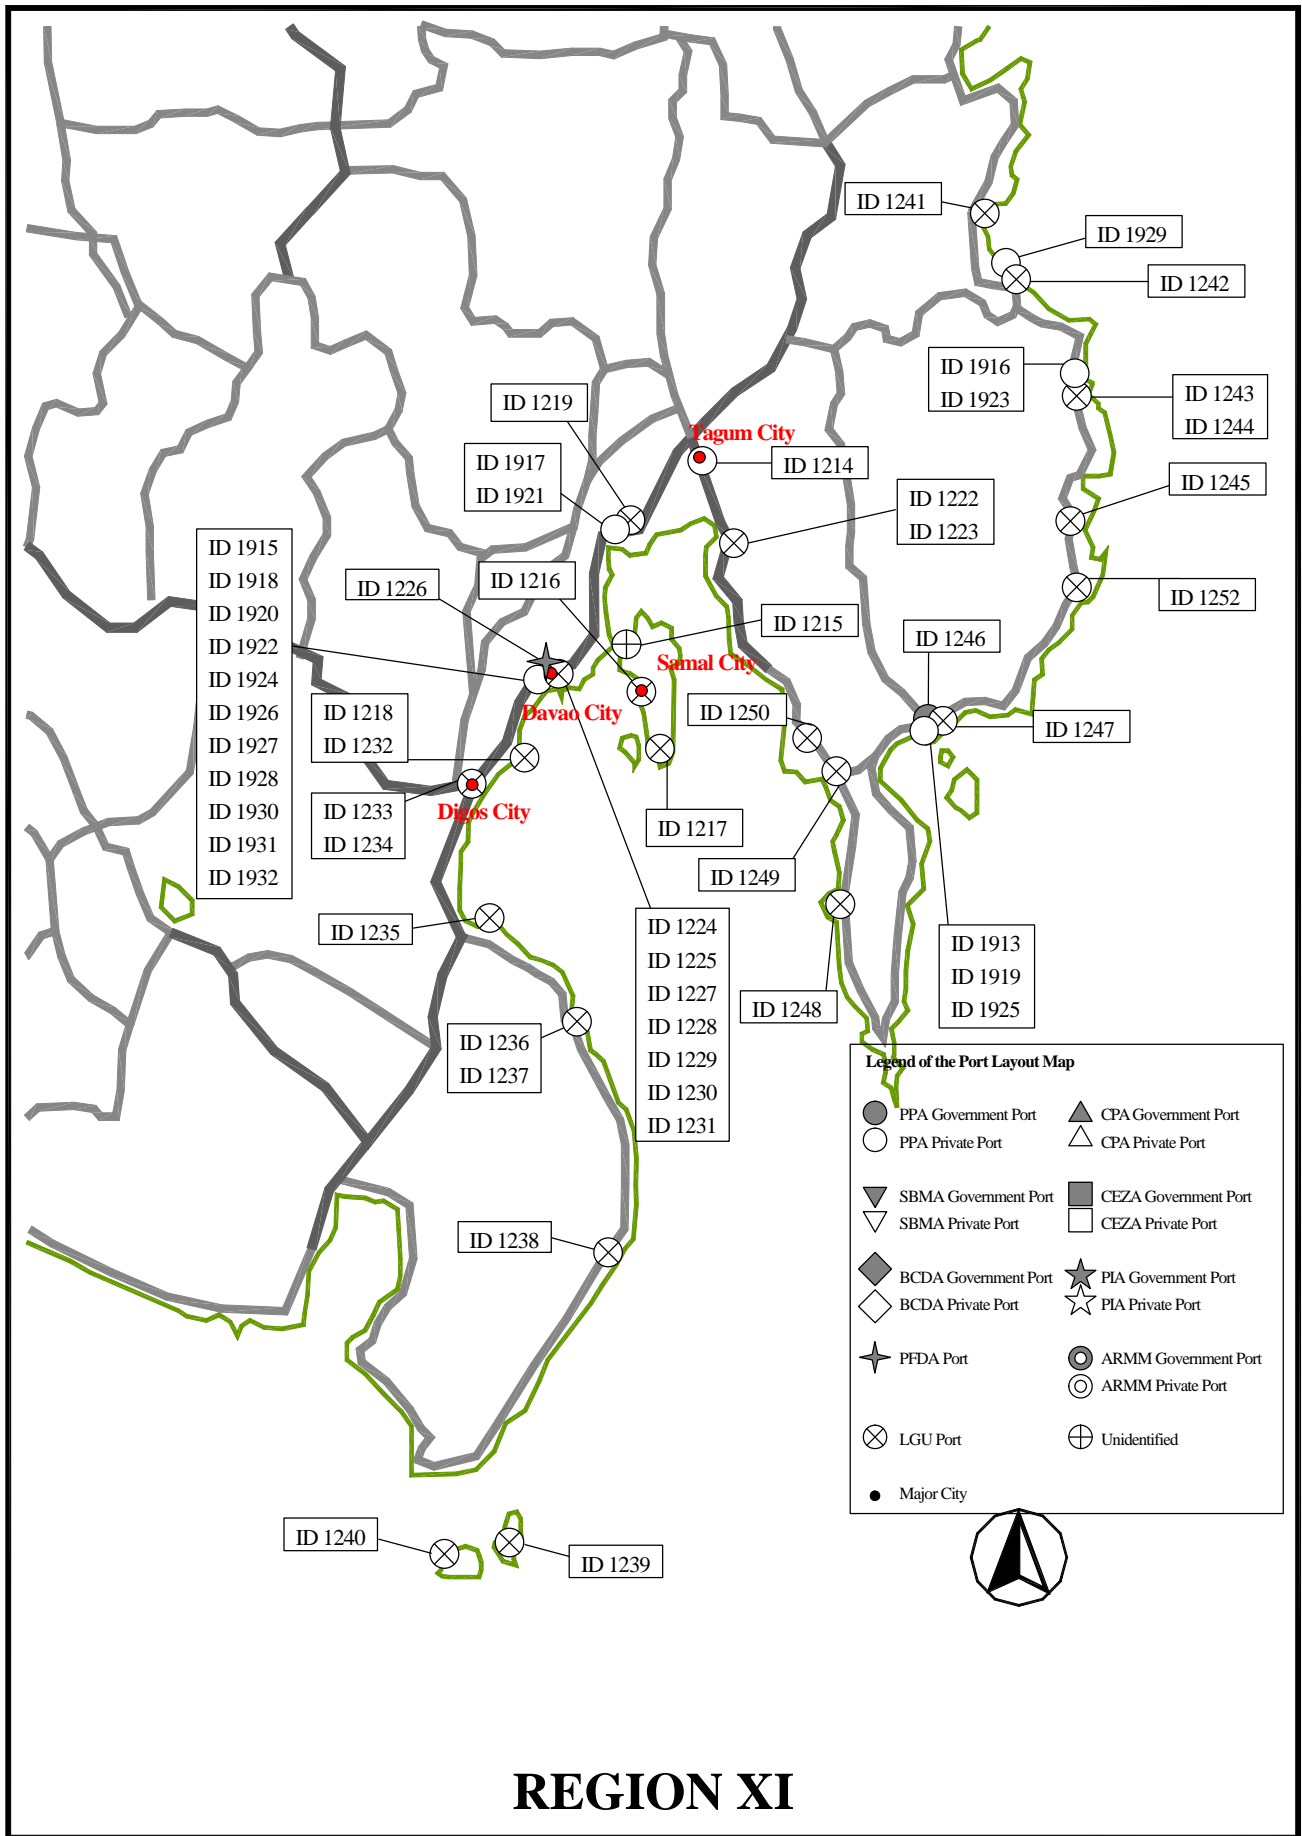 ID 1241
ID 1929
ID 1242
ID 1916
ID 1923
ID 1243
ID 1244
ID 1219
Tagum City
ID 1917
ID 1921
ID 1214
ID 1245
ID 1222
ID 1223
ID 1915
ID 1918
ID 1920
ID 1922
ID 1924
ID 1926
ID 1927
ID 1928
ID 1930
ID 1931
ID 1932
ID 1226
ID 1216
ID 1252
ID 1215
ID 1246
Samal City
ID 1218
ID 1232
Davao City
ID 1250
ID 1247
ID 1233
ID 1234
Digos City
ID 1217
ID 1249
ID 1235
ID 1224
ID 1225
ID 1227
ID 1228
ID 1229
ID 1230
ID 1231
ID 1913
ID 1919
ID 1925
ID 1248
ID 1236
ID 1237
ID 1238
Legend of the Port Layout Map
PPA Government Port
CPA Government Port
PPA Private Port
CPA Private Port
SBMA Government Port
CEZA Government Port
SBMA Private Port
CEZA Private Port
BCDA Government Port
PIA Government Port
BCDA Private Port
PIA Private Port
PFDA Port
ARMM Government Port
ARMM Private Port
LGU Port
Unidentified
Major City
ID 1240
ID 1239
REGION XI